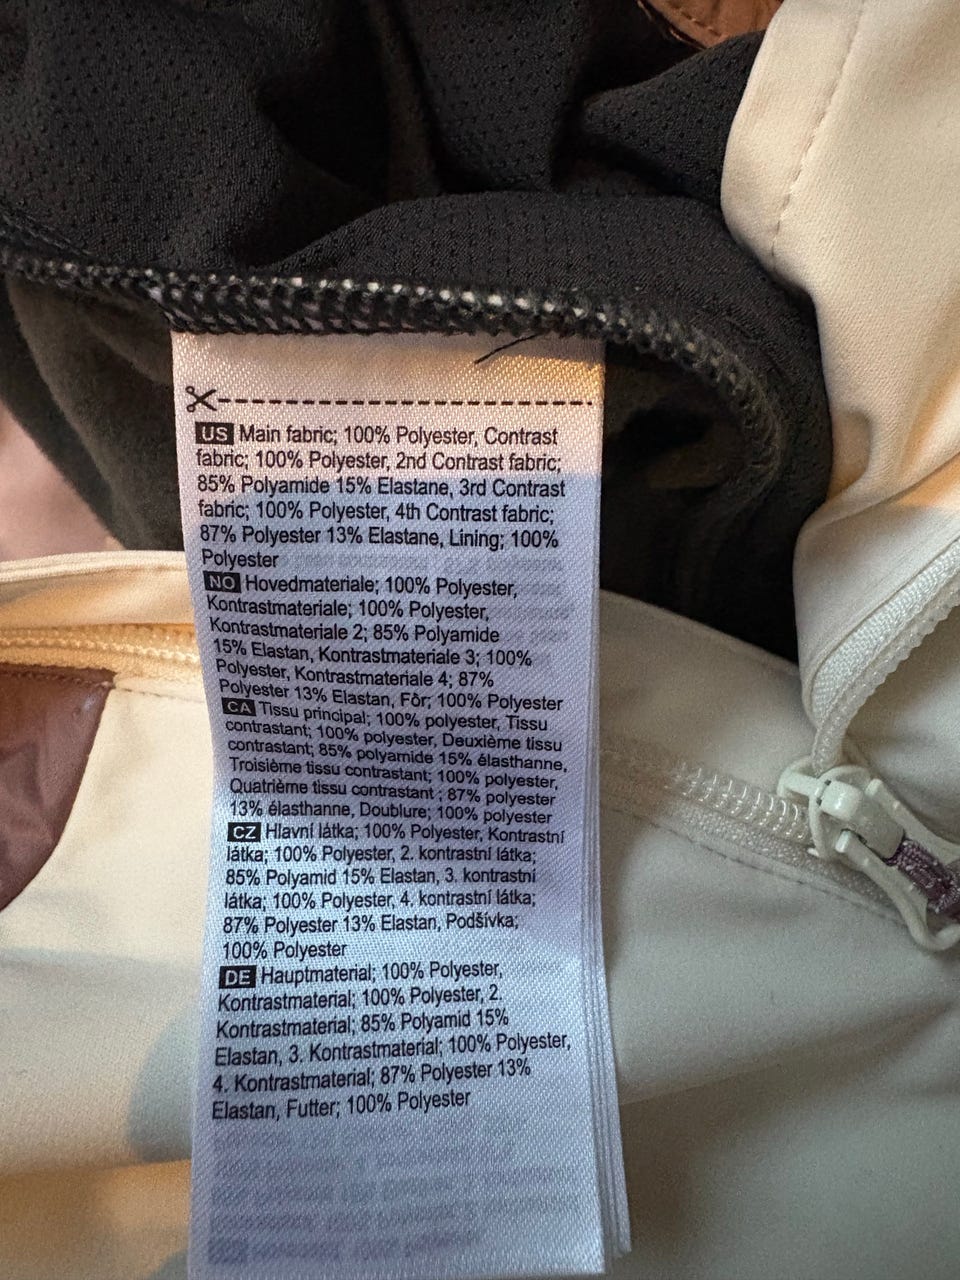 US Main fabric; 100% Polyester, Contrast
fabric; 100% Polyester, 2nd Contrast fabric;
85% Polyamide 15% Elastane, 3rd Contrast
fabric; 100% Polyester, 4th Contrast fabric;
87% Polyester 13% Elastane, Lining; 100%
Polyester
NO Hovedmateriale; 100% Polyester,
Kontrastmateriale; 100% Polyester,
Kontrastmateriale 2; 85% Polyamide
15% Elastan, Kontrastmateriale 3; 100%
Polyester, Kontrastmateriale 4; 87%
Polyester 13% Elastan, Fôr; 100% Polyester
CA Tissu principal; 100% polyester, Tissu
contrastant; 100% polyester, Deuxième tissu
contrastant; 85% polyamide 15% élasthanne,
Troisième tissu contrastant; 100% polyester,
Quatrième tissu contrastant ; 87% polyester
13% élasthanne, Doublure; 100% polyester
CZ Hlavní látka; 100% Polyester, Kontrastní
látka; 100% Polyester, 2. kontrastní látka;
85% Polyamid 15% Elastan, 3. kontrastní
látka; 100% Polyester, 4. kontrastní látka;
87% Polyester 13% Elastan, Podšívka;
100% Polyester
DE Hauptmaterial; 100% Polyester,
Kontrastmaterial; 100% Polyester, 2.
Kontrastmaterial; 85% Polyamid 15%
Elastan, 3. Kontrastmaterial; 100% Polyester,
4. Kontrastmaterial; 87% Polyester 13%
Elastan, Futter; 100% Polyester